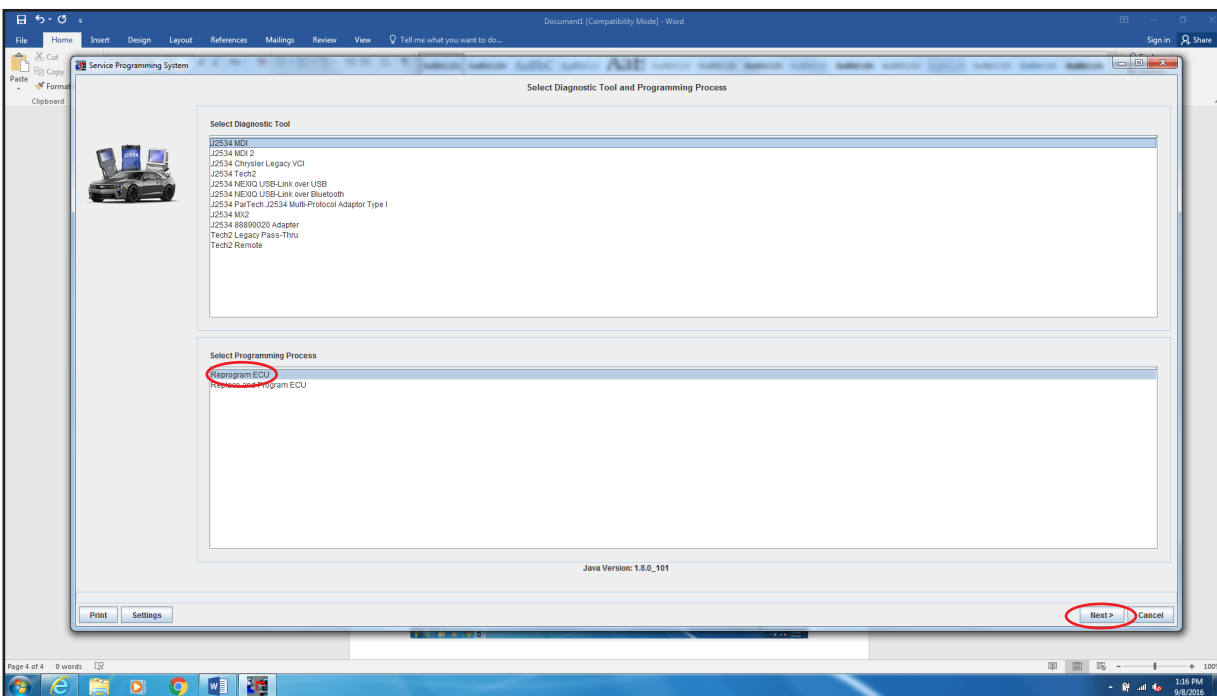 Document1 [Compatibility Mode] - Word
File Home Insert Design Layout References Mailings Review View Tell me what you want to do... Sign in Share
Cut
Copy
Paste
Format
Clipboard
Service Programming System
Select Diagnostic Tool and Programming Process
Select Diagnostic Tool
J2534
J2534 MDI
J2534 MDI 2
J2534 Chrysler Legacy VCI
J2534 Tech2
J2534 NEXIQ USB-Link over USB
J2534 NEXIQ USB-Link over Bluetooth
J2534 ParTech J2534 Multi-Protocol Adaptor Type I
J2534 MX2
J2534 88890020 Adapter
Tech2 Legacy Pass-Thru
Tech2 Remote
Select Programming Process
Reprogram ECU
Replace and Program ECU
Java Version: 1.8.0_101
Print Settings Next > Cancel
Page 4 of 4 0 words 100
1:16 PM
9/8/2016